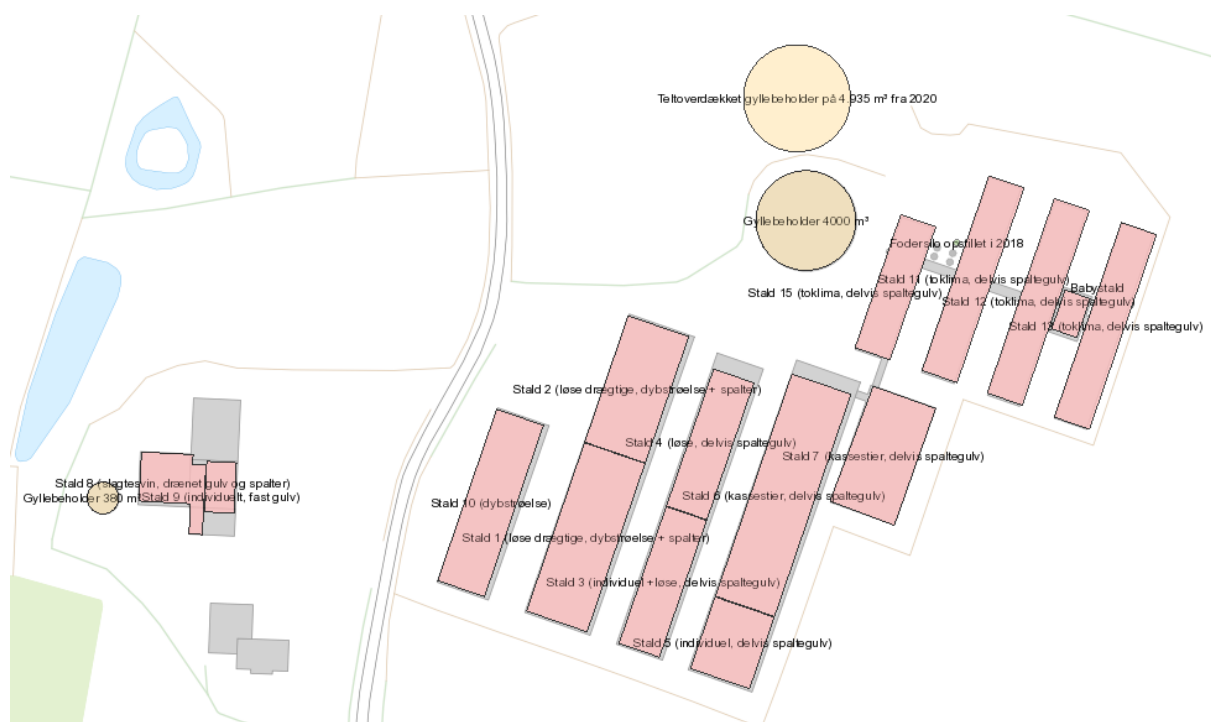 Teltoverdækket gyllebeholder på 4.935 m³ fra 2020
Gyllebeholder 4000 m³
Fodersilo opstillet i 2018
Stald 11 (toklima, delvis spaltegulv)
Babystald
Stald 15 (toklima, delvis spaltegulv)
Stald 12 (toklima, delvis spaltegulv)
Stald 13 (toklima, delvis spaltegulv)
Stald 2 (løse drægtige, dybstrøelse + spalter)
Stald 4 (løse, delvis spaltegulv)
Stald 7 (kassestier, delvis spaltegulv)
Stald 8 (slagtesvin, drænet gulv og spalter)
Gyllebeholder 380 m³
Stald 9 (individuelt, fast gulv)
Stald 6 (kassestier, delvis spaltegulv)
Stald 10 (dybstrøelse)
Stald 1 (løse drægtige, dybstrøelse + spalter)
Stald 3 (individuel +løse, delvis spaltegulv)
Stald 5 (individuel, delvis spaltegulv)